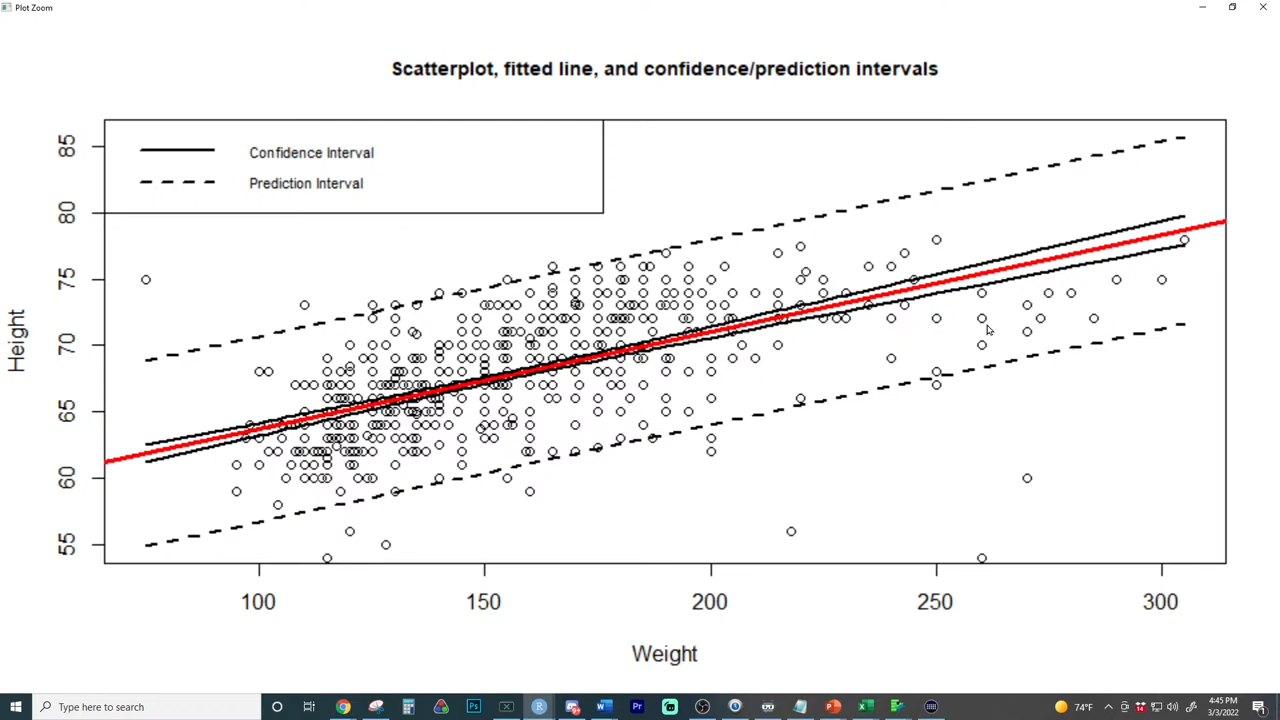 Plot Zoom
Scatterplot, fitted line, and confidence/prediction intervals
Confidence Interval
Prediction Interval
85
80
75
70
65
60
55
Height
100 150 200 250 300
Weight
Type here to search
74°F
4:45 PM
3/3/2022